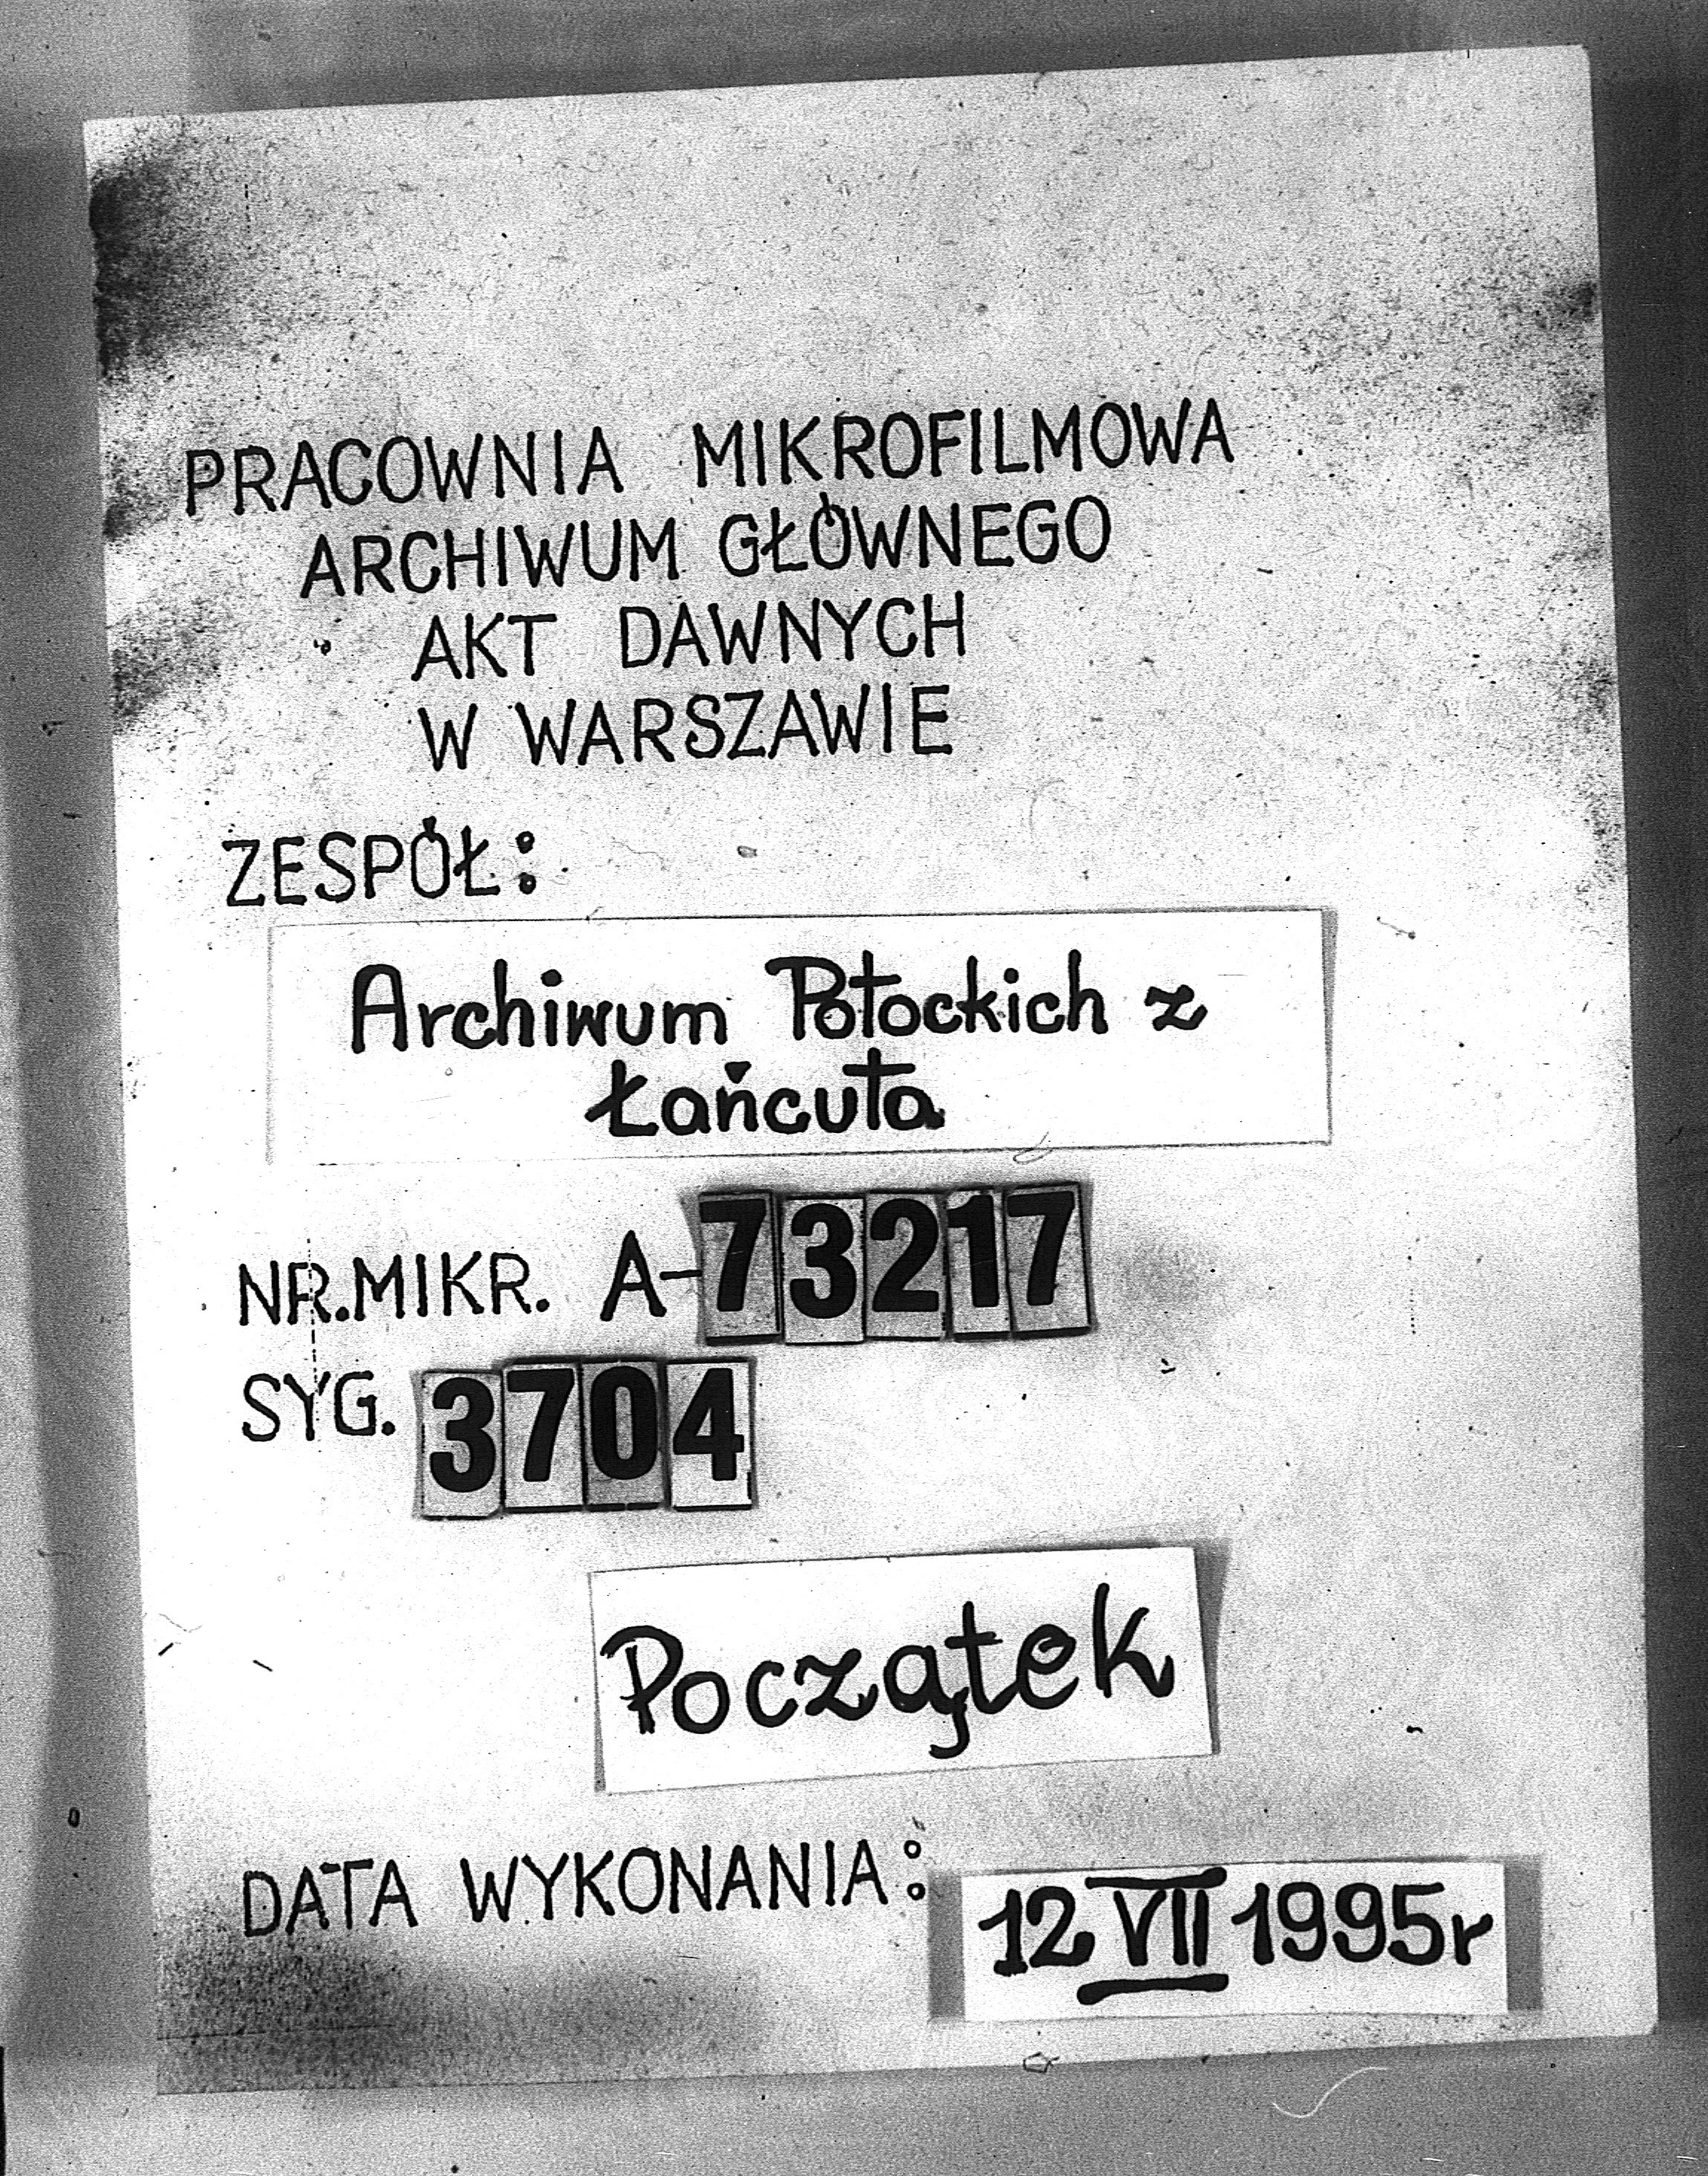 PRACOWNIA MIKROFILMOWA
ARCHIWUM GŁÓWNEGO
AKT DAWNYCH
W WARSZAWIE
ZESPÓŁ:
Archiwum Potockich z
Łańcuta
NR.MIKR. A-73217
SYG. 3704
Początek
DATA WYKONANIA: 12 VII 1995r